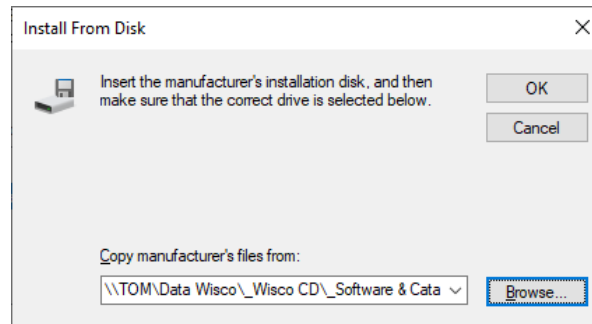 Install From Disk
Insert the manufacturer's installation disk, and then
make sure that the correct drive is selected below.
OK
Cancel
Copy manufacturer's files from:
\\TOM\Data Wisco\_Wisco CD\_Software & Cata
Browse...